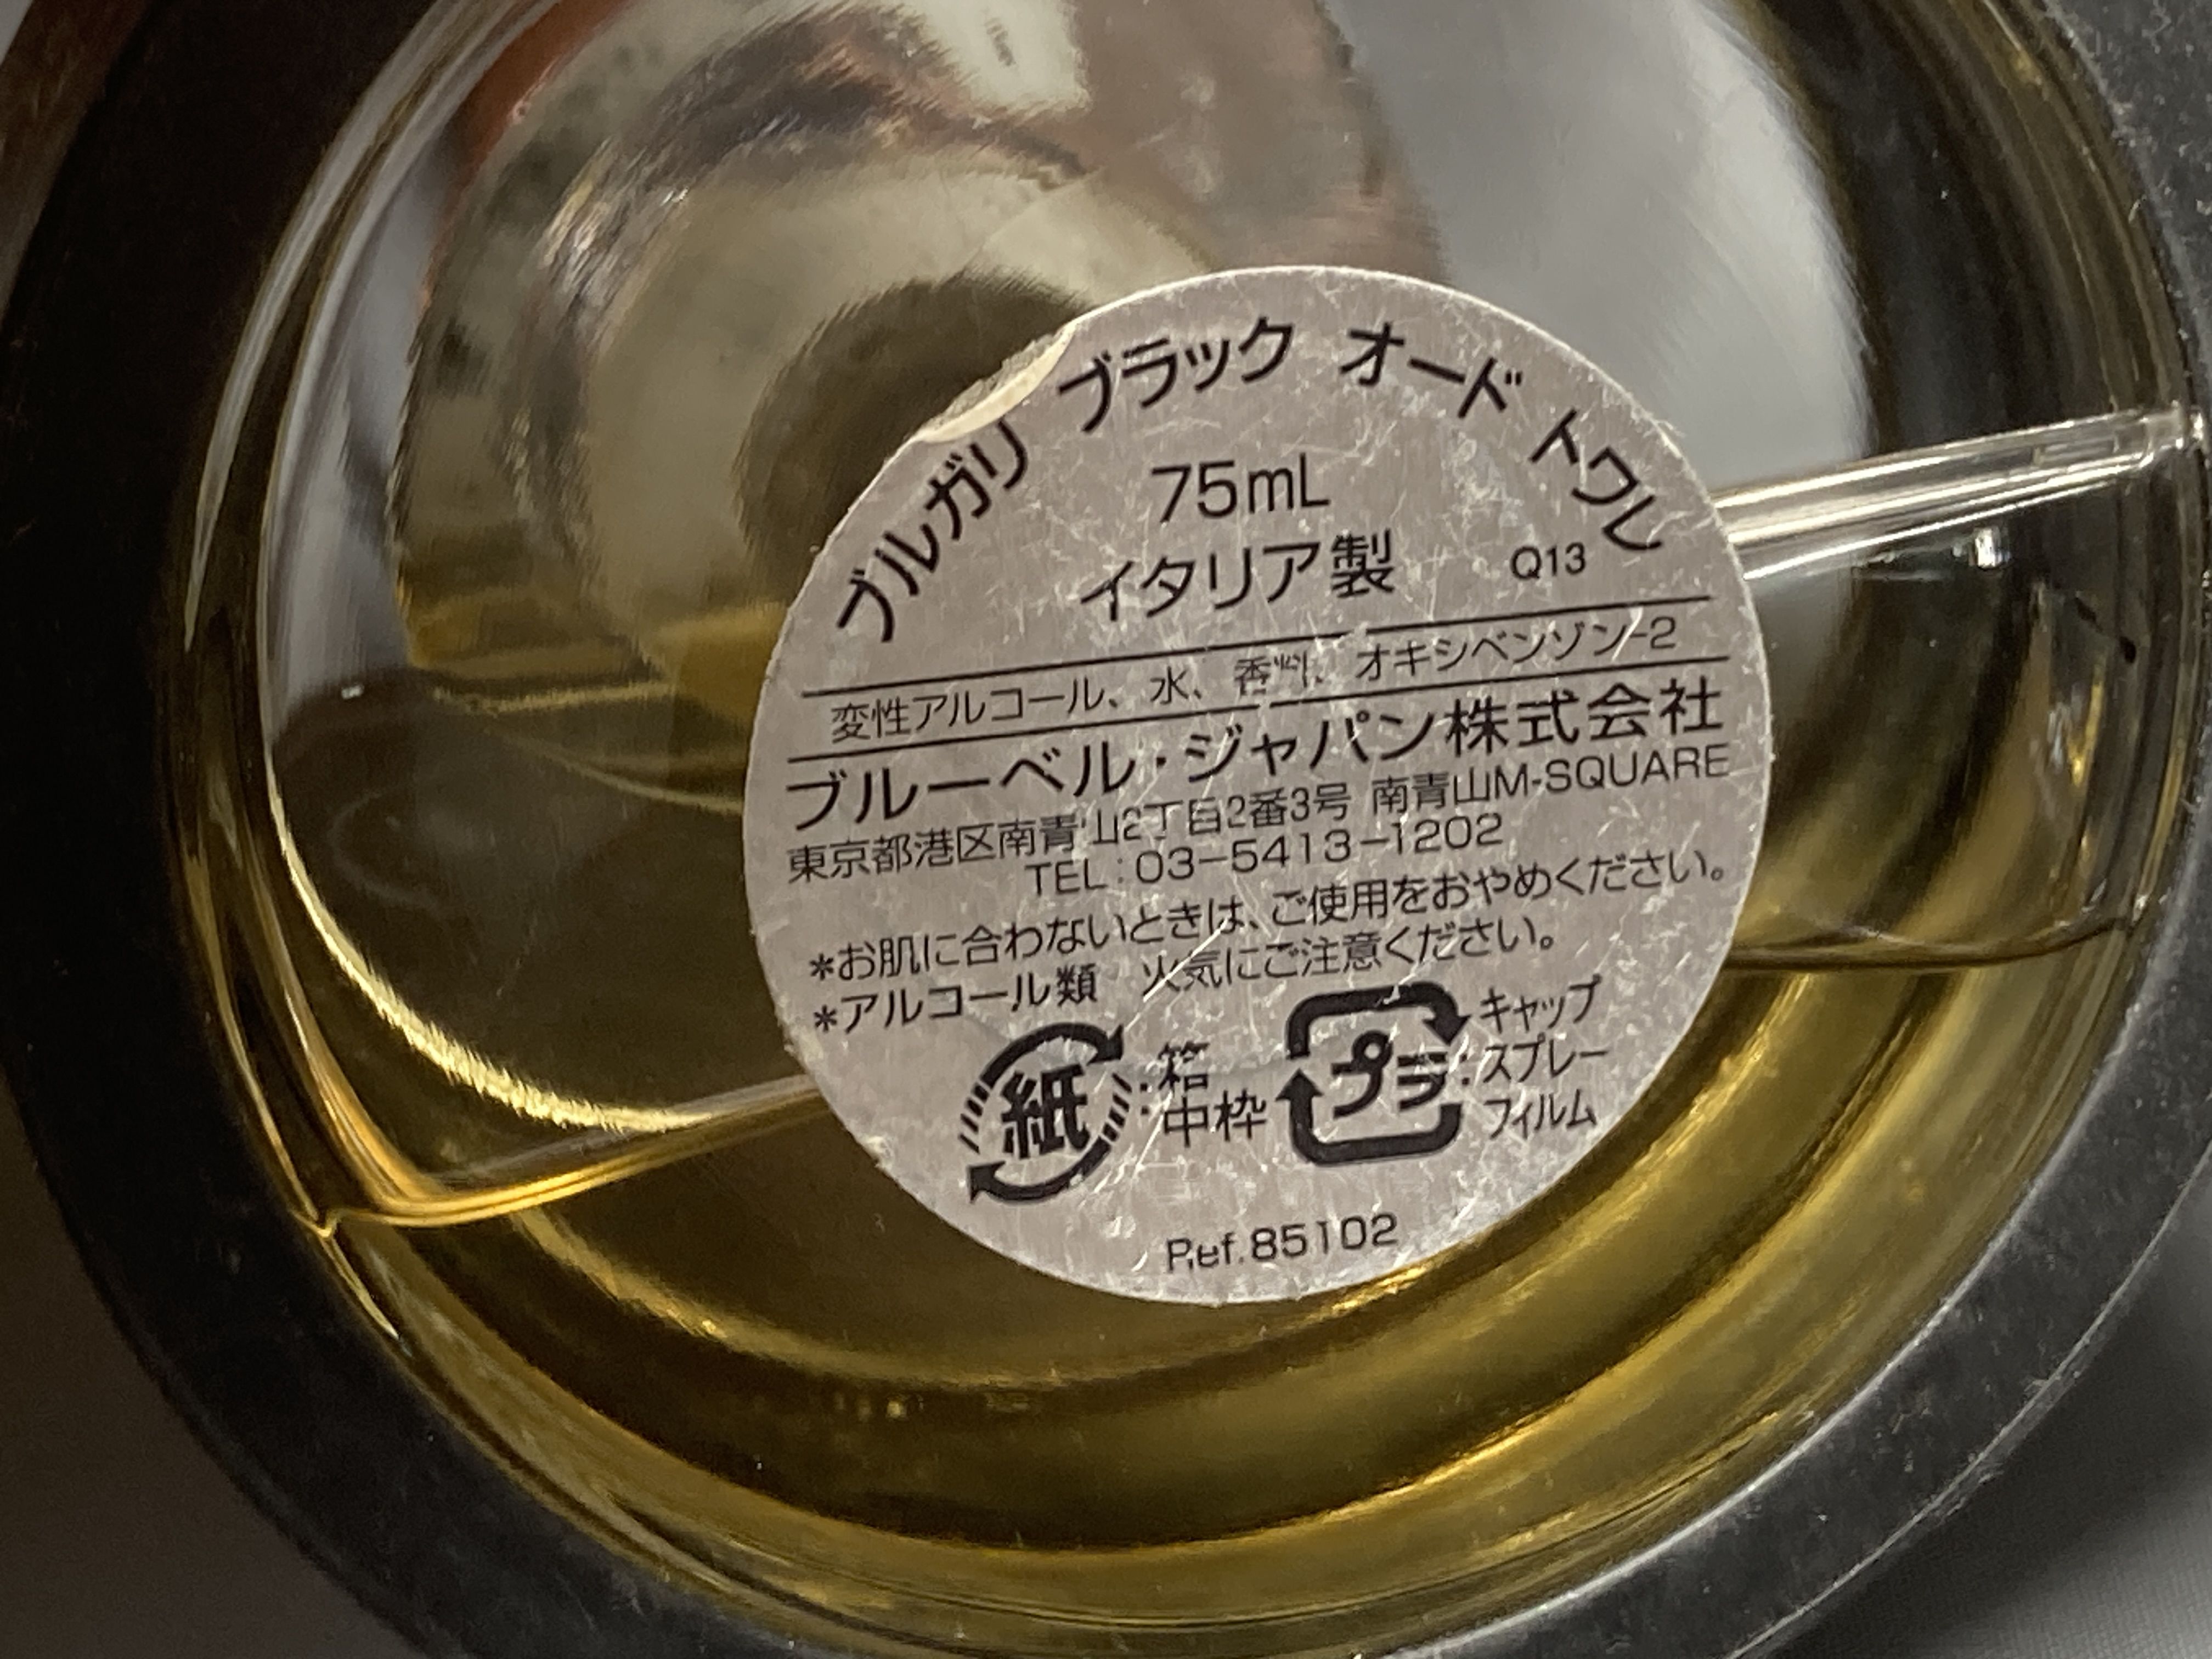 ブルガリ ブラック オード トワレ
75mL
イタリア製 Q13
変性アルコール、水、香料、オキシベンゾン-2
ブルーベル・ジャパン株式会社
東京都港区南青山2丁目2番3号 南青山M-SQUARE
TEL:03-5413-1202
*お肌に合わないときは、ご使用をおやめください。
*アルコール類 火気にご注意ください。
紙:箱
中枠
プラ:キャップ
スプレー
フィルム
Ref.85102